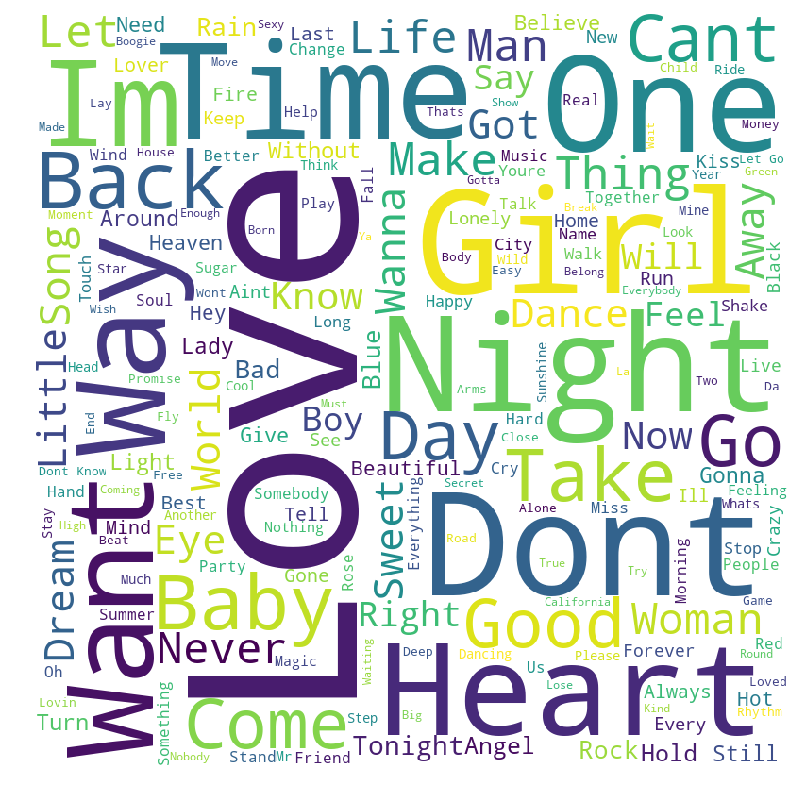 Let
Need
Boogie
Rain
Sexy
Last
Life
Man
Believe
New
Cant
Im
Time
One
Lover
Move
Change
Say
Child
Ride
Made
Lay
Fire
Keep
Help
Thats
Got
Show
Real
Wait
Money
Back
Wind
House
Better
Without
Think
Make
Music
Youre
Thing
Kiss
Year
Let Go
Green
Moment
Around
Enough
Born
Play
Fall
Wanna
Gotta
Lonely
Talk
Girl
Break
Together
Home
Name
Mine
Look
Away
Black
Song
Touch
Star
Way
Heaven
Sugar
Soul
Wont
Aint
Love
Ya
Know
Body
City
Easy
Wild
Belong
Walk
Will
Run
Everybody
Wish
Hey
Long
Happy
Dance
Feel
Shake
Little
Head
Promise
Lady
Cool
Bad
Blue
Night
Sunshine
La
Two
Live
Da
End
Fly
Free
World
Give
Boy
Must
See
Arms
Day
Hard
Close
Now
Go
Dont Know
Light
Hand
Coming
Best
Another
Somebody
Nothing
Tell
Beautiful
Everything
Cry
Secret
Take
Miss
Ill
Gonna
Feeling
Whats
Want
Stay
High
Beat
Mind
Eye
Party
Gone
Rose
Sweet
Alone
Road
True
Try
Dont
Morning
Stop
People
Crazy
Dream
Much
Summer
Baby
Right
California
Good
Woman
Game
Oh
Never
Magic
Waiting
Deep
Dancing
Us
Please
Forever
Red
Round
Loved
Lovin
Turn
Something
Come
Step
Big
Heart
Lose
Always
Kind
Hot
Every
Rhythm
Nobody
Stand
Mr
Friend
Tonight
Angel
Rock
Hold
Still